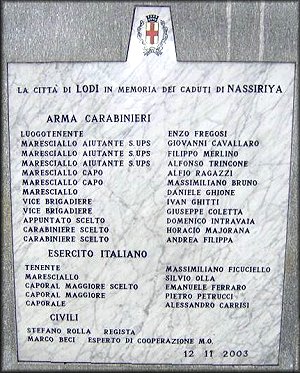 LA CITTÀ DI LODI IN MEMORIA DEI CADUTI DI NASSIRIYA
ARMA CARABINIERI
LUOGOTENENTE ENZO FREGOSI
MARESCIALLO AIUTANTE S.UPS GIOVANNI CAVALLARO
MARESCIALLO AIUTANTE S.UPS FILIPPO MERLINO
MARESCIALLO AIUTANTE S.UPS ALFONSO TRINCONE
MARESCIALLO CAPO ALFIO RAGAZZI
MARESCIALLO CAPO MASSIMILIANO BRUNO
MARESCIALLO DANIELE GHIONE
VICE BRIGADIERE IVAN GHITTI
VICE BRIGADIERE GIUSEPPE COLETTA
APPUNTATO SCELTO DOMENICO INTRAVAIA
CARABINIERE SCELTO HORACIO MAJORANA
CARABINIERE SCELTO ANDREA FILIPPA
ESERCITO ITALIANO
TENENTE MASSIMILIANO FICUCIELLO
MARESCIALLO SILVIO OLLA
CAPORAL MAGGIORE SCELTO EMANUELE FERRARO
CAPORAL MAGGIORE PIETRO PETRUCCI
CAPORALE ALESSANDRO CARRISI
CIVILI
STEFANO ROLLA REGISTA
MARCO BECI ESPERTO DI COOPERAZIONE M.O.
12 11 2003